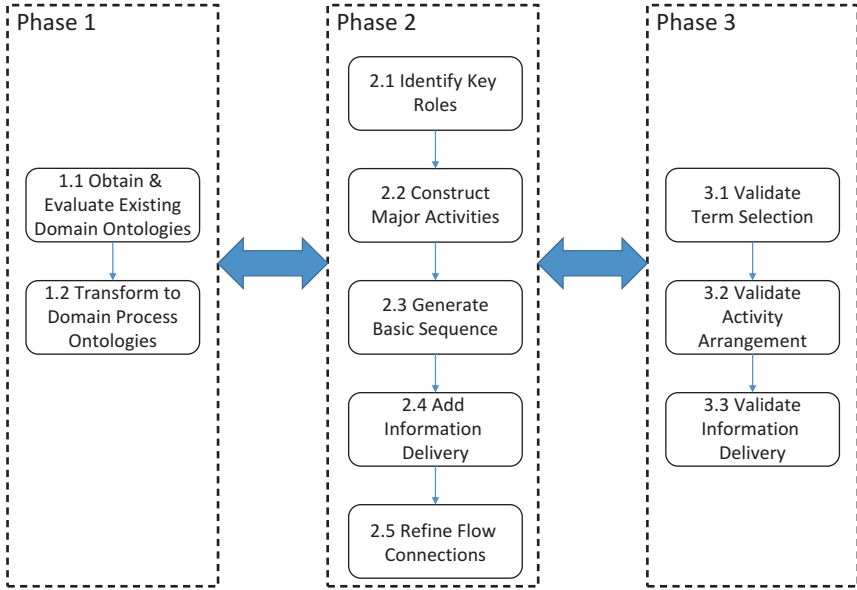 Phase 1
1.1 Obtain &
Evaluate Existing
Domain Ontologies
1.2 Transform to
Domain Process
Ontologies
Phase 2
2.1 Identify Key
Roles
2.2 Construct
Major Activities
2.3 Generate
Basic Sequence
2.4 Add
Information
Delivery
2.5 Refine Flow
Connections
Phase 3
3.1 Validate
Term Selection
3.2 Validate
Activity
Arrangement
3.3 Validate
Information
Delivery